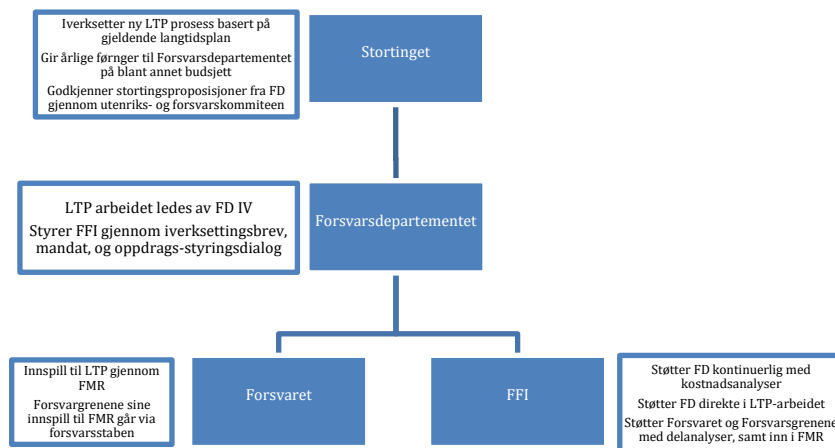 Iverksetter ny LTP prosess basert på
gjeldende langtidsplan
Gir årlige førnger til Forsvarsdepartementet
på blant annet budsjett
Godkjenner stortingsproposisjoner fra FD
gjennom utenriks- og forsvarskommiteen
Stortinget
LTP arbeidet ledes av FD IV
Styrer FFI gjennom iverksettingsbrev,
mandat, og oppdrags-styringsdialog
Forsvarsdepartementet
Innspill til LTP gjennom
FMR
Forsvargrenene sine
innspill til FMR går via
forsvarsstaben
Forsvaret
FFI
Støtter FD kontinuerlig med
kostnadsanalyser
Støtter FD direkte i LTP-arbeidet
Støtter Forsvaret og Forsvarsgrenene
med delanalyser, samt inn i FMR